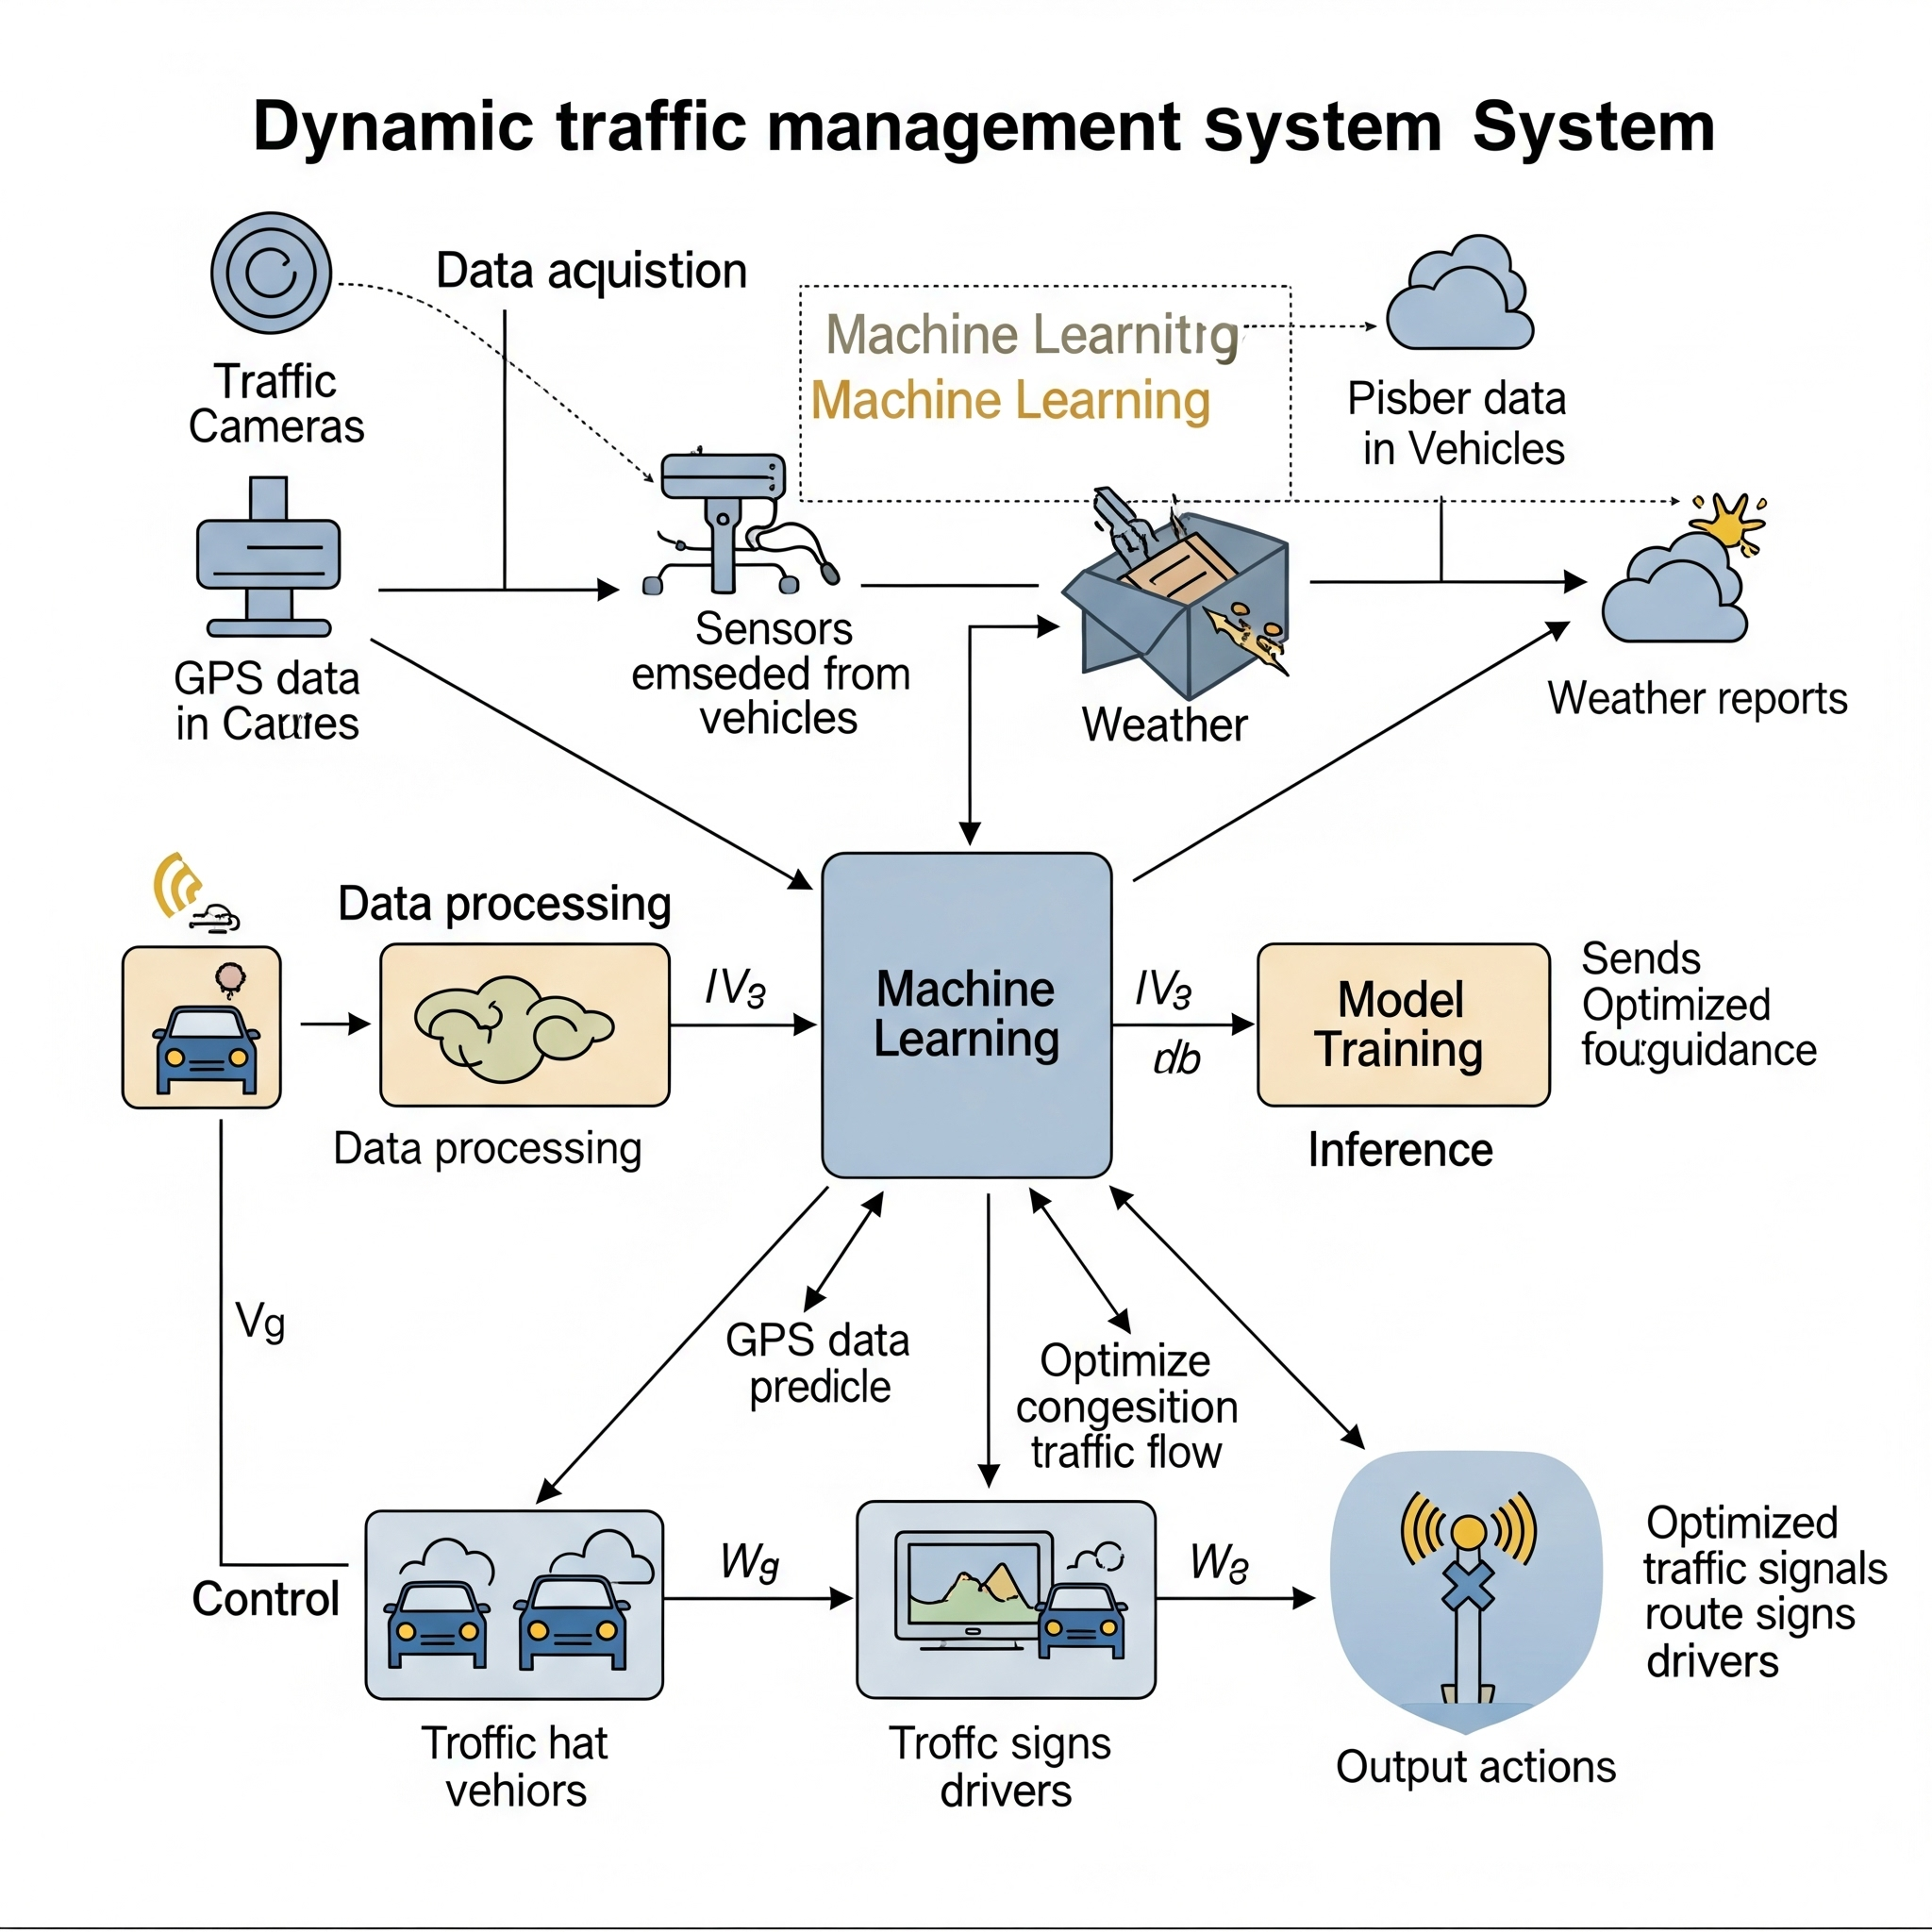 Dynamic traffic management system System
Data acquistion
Machine Learnitrg
Machine Learning
Traffic
Cameras
Pisber data
in Vehicles
Sensors
emseded from
vehicles
GPS data
in
Weather
Weather reports
Data processing
IV3
Machine
Learning
IV3
db
Model
Training
Sends
Optimized
Data processing
Inference
Vg
GPS data
predicle
Optimize
congesition
traffic flow
Control
Wg
W8
Optimized
traffic signals
route signs
drivers
Troffic hat
vehiors
Troffc signs
drivers
Output actions